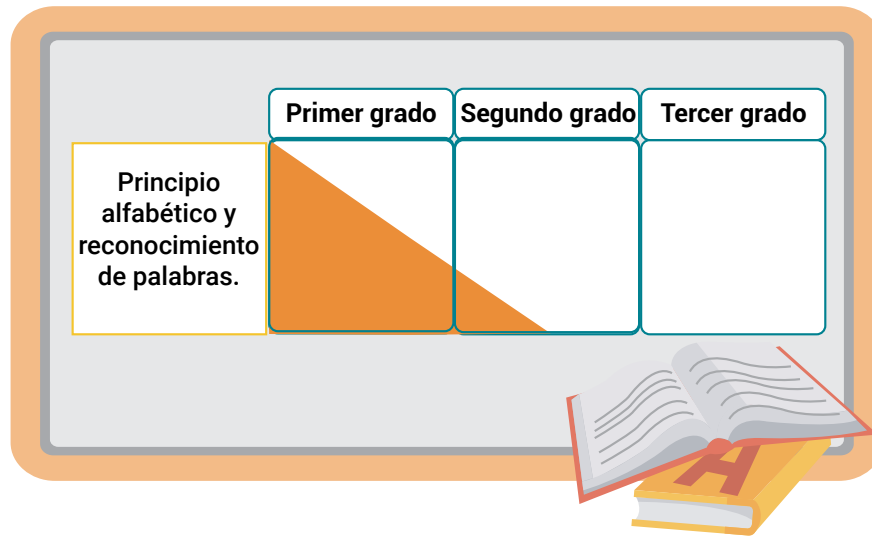 Primer grado Segundo grado Tercer grado
Principio
alfabético y
reconocimiento
de palabras.
A